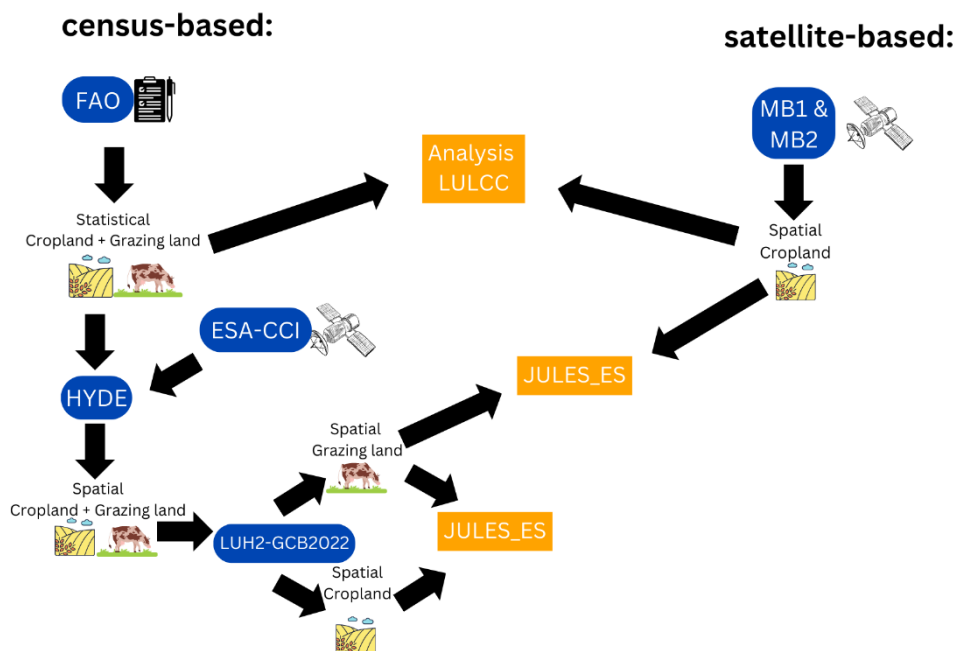 census-based:
satellite-based:
FAO
MB1 &
MB2
Analysis
LULCC
Statistical
Cropland + Grazing land
Spatial
Cropland
ESA-CCI
HYDE
JULES_ES
Spatial
Grazing land
Spatial
Cropland + Grazing land
LUH2-GCB2022
JULES_ES
Spatial
Cropland